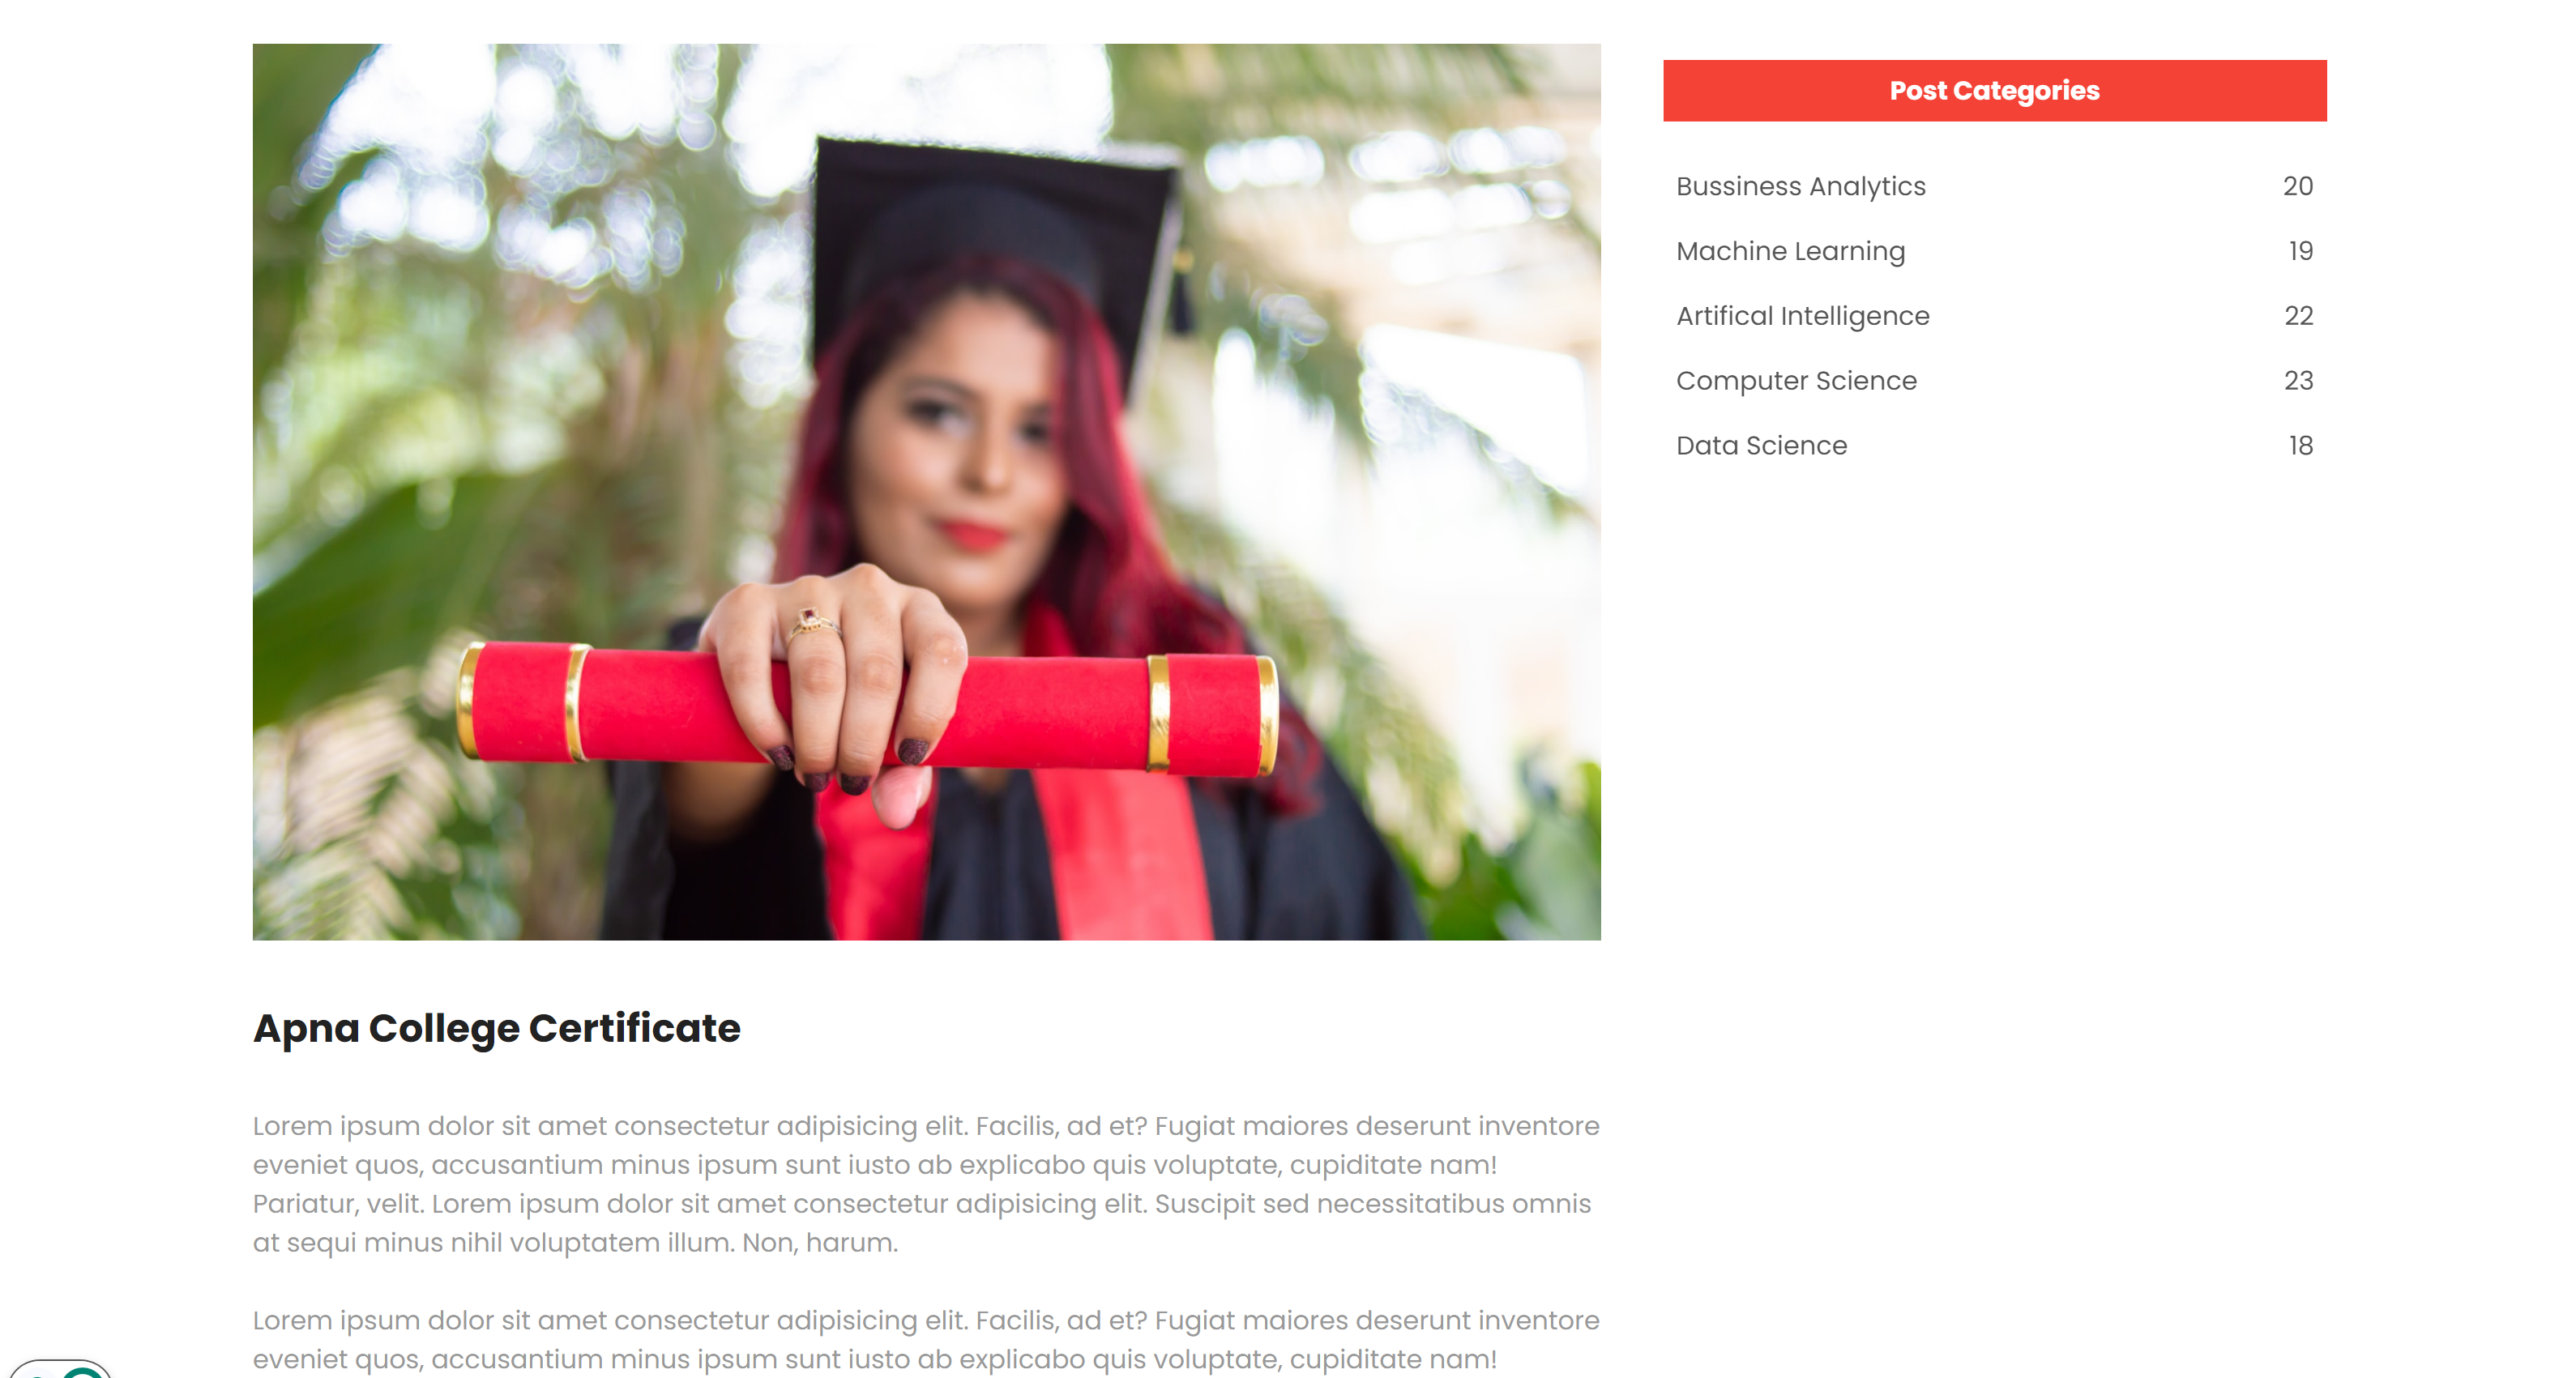 Post Categories
Bussiness Analytics 20
Machine Learning 19
Artifical Intelligence 22
Computer Science 23
Data Science 18
Apna College Certificate
Lorem ipsum dolor sit amet consectetur adipisicing elit. Facilis, ad et? Fugiat maiores deserunt inventore
eveniet quos, accusantium minus ipsum sunt iusto ab explicabo quis voluptate, cupiditate nam!
Pariatur, velit. Lorem ipsum dolor sit amet consectetur adipisicing elit. Suscipit sed necessitatibus omnis
at sequi minus nihil voluptatem illum. Non, harum.
Lorem ipsum dolor sit amet consectetur adipisicing elit. Facilis, ad et? Fugiat maiores deserunt inventore
eveniet quos, accusantium minus ipsum sunt iusto ab explicabo quis voluptate, cupiditate nam!